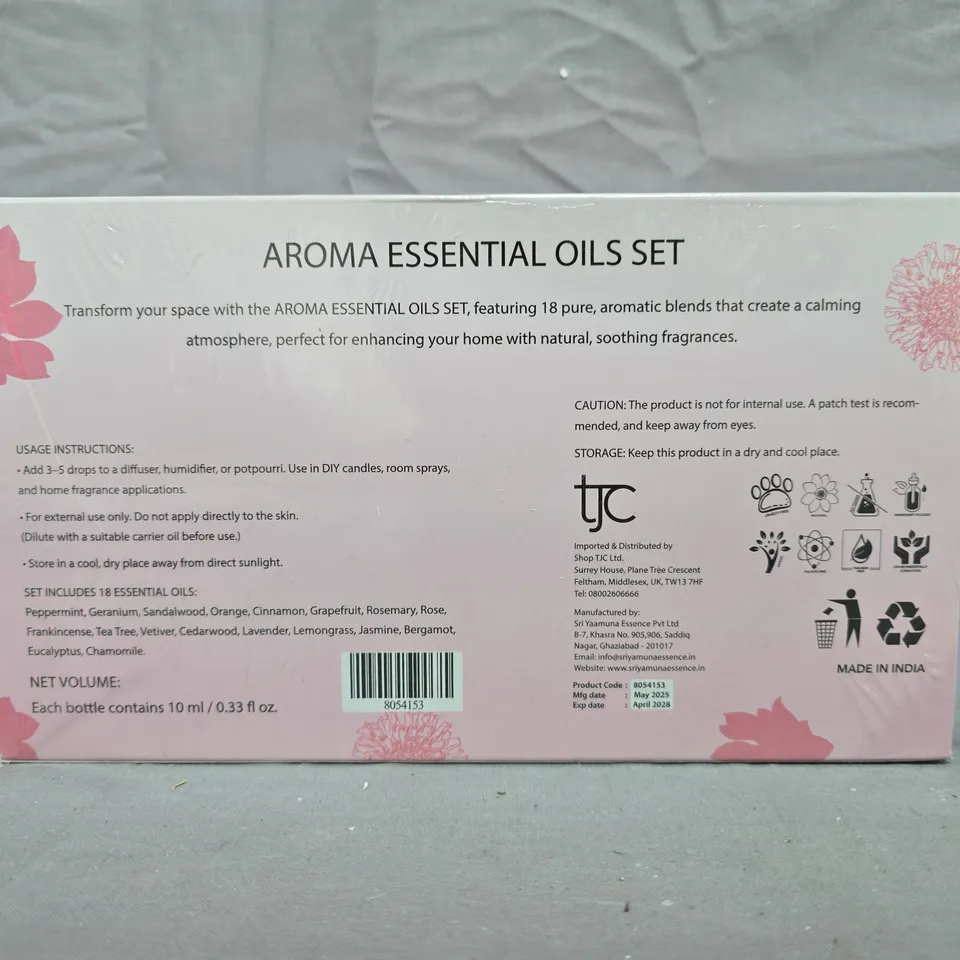 AROMA ESSENTIAL OILS SET
Transform your space with the AROMA ESSENTIAL OILS SET, featuring 18 pure, aromatic blends that create a calming
atmosphere, perfect for enhancing your home with natural, soothing fragrances.
USAGE INSTRUCTIONS:
• Add 3–5 drops to a diffuser, humidifier, or potpourri. Use in DIY candles, room sprays,
and home fragrance applications.
• For external use only. Do not apply directly to the skin.
(Dilute with a suitable carrier oil before use.)
• Store in a cool, dry place away from direct sunlight.
SET INCLUDES 18 ESSENTIAL OILS:
Peppermint, Geranium, Sandalwood, Orange, Cinnamon, Grapefruit, Rosemary, Rose,
Frankincense, Tea Tree, Vetiver, Cedarwood, Lavender, Lemongrass, Jasmine, Bergamot,
Eucalyptus, Chamomile.
NET VOLUME:
Each bottle contains 10 ml / 0.33 fl oz.
8054153
CAUTION: The product is not for internal use. A patch test is recom-
mended, and keep away from eyes.
STORAGE: Keep this product in a dry and cool place.
tjc
Imported & Distributed by
Shop TJC Ltd.
Surrey House, Plane Tree Crescent
Feltham, Middlesex, UK, TW13 7HF
Tel: 08002606666
Manufactured by:
Sri Yaamuna Essence Pvt Ltd
B-7, Khasra No. 905,906, Saddiq
Nagar, Ghaziabad - 201017
Email: info@sriyamunaessence.in
Website: www.sriyamunaessence.in
Product Code : 8054153
Mfg date : May 2025
Exp date : April 2028
CRUELTY FREE
NATURAL
ENVIRONMENTALLY
CONSCIOUS
MADE IN INDIA